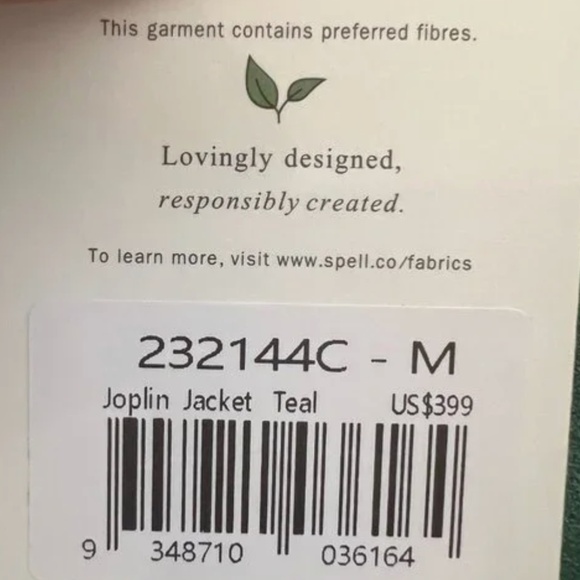 This garment contains preferred fibres.
Lovingly designed,
responsibly created.
To learn more, visit www.spell.co/fabrics
232144C - M
Joplin Jacket Teal US$399
9 348710 036164